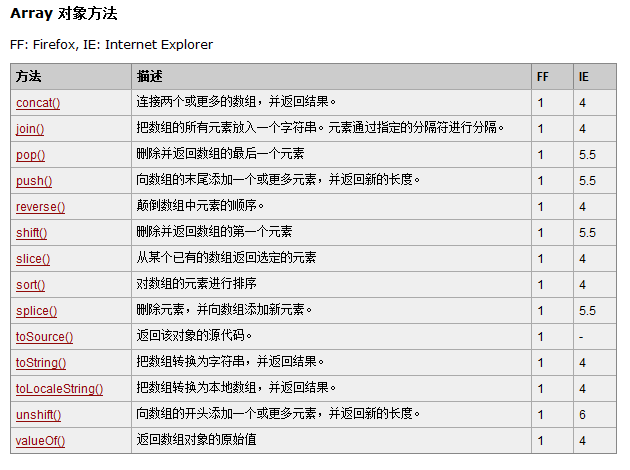 Array 对象方法
FF: Firefox, IE: Internet Explorer
方法 描述 FF IE
concat() 连接两个或更多的数组，并返回结果。 1 4
join() 把数组的所有元素放入一个字符串。元素通过指定的分隔符进行分隔。 1 4
pop() 删除并返回数组的最后一个元素 1 5.5
push() 向数组的末尾添加一个或更多元素，并返回新的长度。 1 5.5
reverse() 颠倒数组中元素的顺序。 1 4
shift() 删除并返回数组的第一个元素 1 5.5
slice() 从某个已有的数组返回选定的元素 1 4
sort() 对数组的元素进行排序 1 4
splice() 删除元素，并向数组添加新元素。 1 5.5
toSource() 返回该对象的源代码。 1 -
toString() 把数组转换为字符串，并返回结果。 1 4
toLocaleString() 把数组转换为本地数组，并返回结果。 1 4
unshift() 向数组的开头添加一个或更多元素，并返回新的长度。 1 6
valueOf() 返回数组对象的原始值 1 4